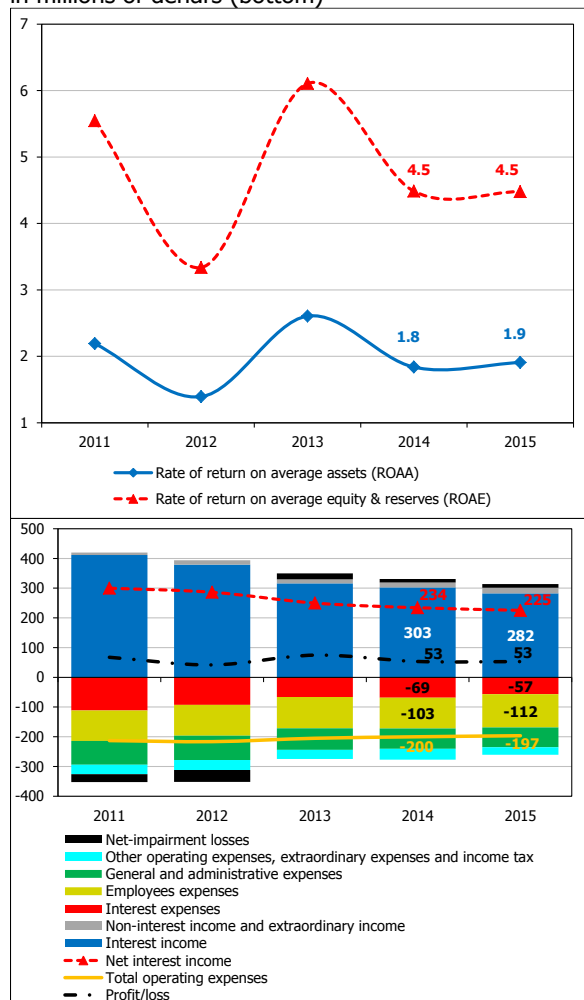 in millions of denars (bottom)
7
6
5
4
3
2
1
4.5 4.5
1.8 1.9
2011 2012 2013 2014 2015
Rate of return on average assets (ROAA)
Rate of return on average equity & reserves (ROAE)
500
400
300
200
100
0
-100
-200
-300
-400
234 225
303 282
53 53
-69 -57
-103 -112
-200 -197
2011 2012 2013 2014 2015
Net-impairment losses
Other operating expenses, extraordinary expenses and income tax
General and administrative expenses
Employees expenses
Interest expenses
Non-interest income and extraordinary income
Interest income
Net interest income
Total operating expenses
Profit/loss